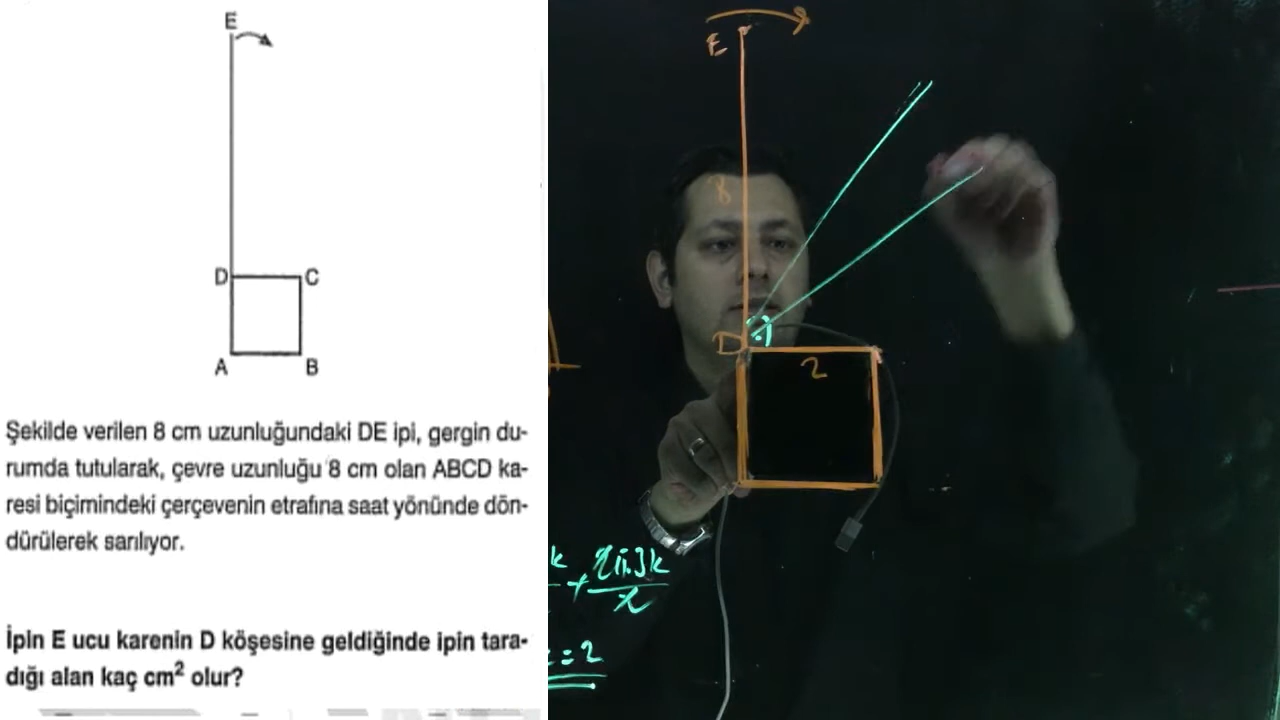 E
D
C
A
B
Şekilde verilen 8 cm uzunluğundaki DE ipi, gergin du-
rumda tutularak, çevre uzunluğu 8 cm olan ABCD ka-
resi biçimindeki çerçevenin etrafına saat yönünde dön-
dürülerek sarılıyor.
İpin E ucu karenin D köşesine geldiğinde ipin tara-
dığı alan kaç cm² olur?
E
8
D
2
= 2